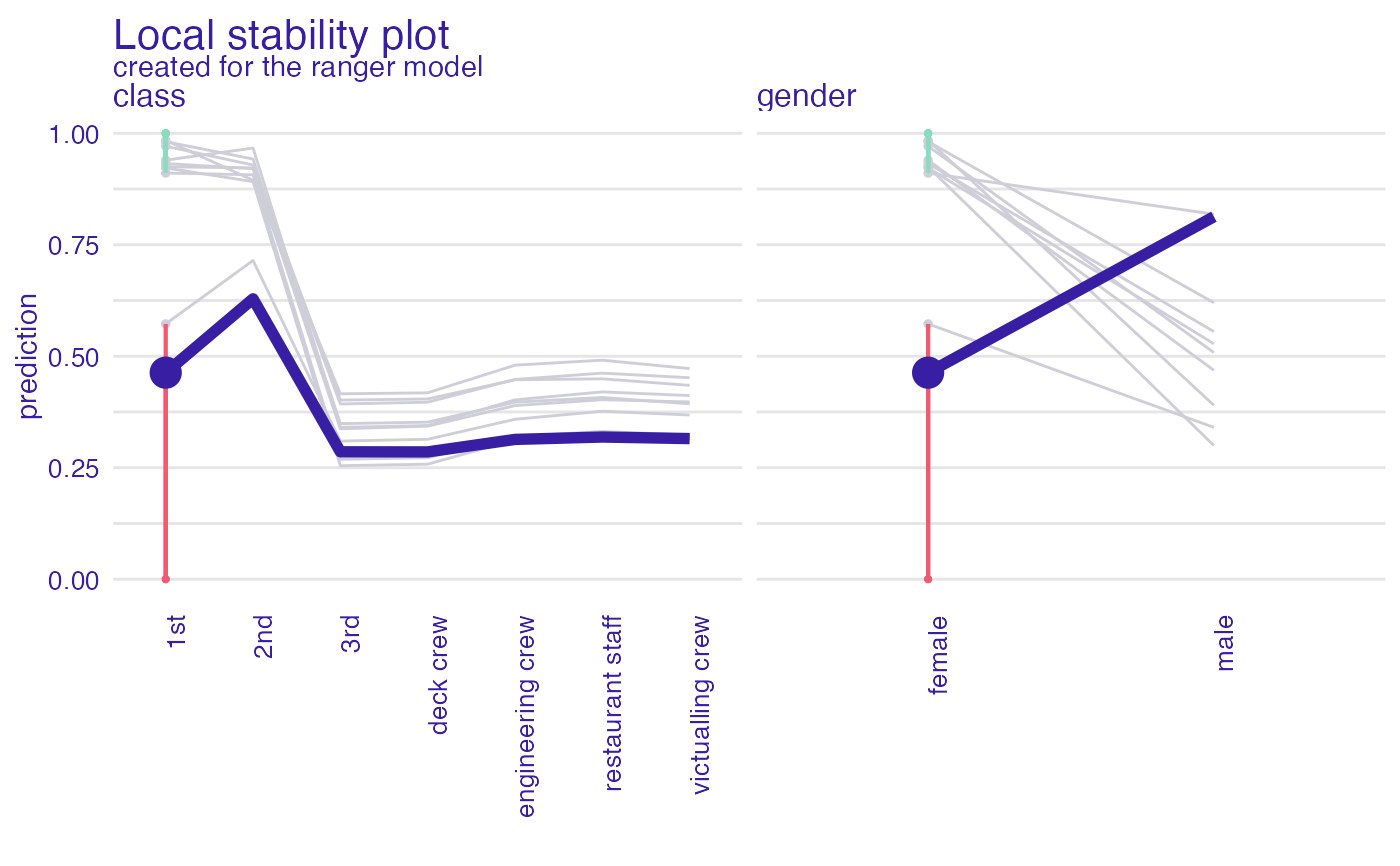 Local stability plot
created for the ranger model
class
gender
prediction
1.00
0.75
0.50
0.25
0.00
1st
2nd
3rd
deck crew
engineering crew
restaurant staff
victualling crew
female
male